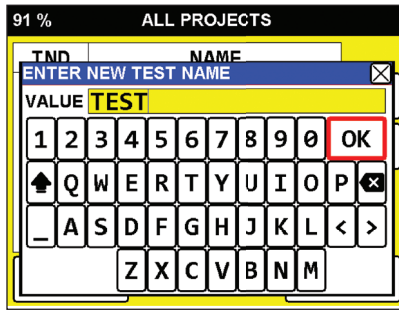 91 % ALL PROJECTS
IND NAME
ENTER NEW TEST NAME
VALUE TEST
1 2 3 4 5 6 7 8 9 0 OK
Q W E R T Y U I O P
_ A S D F G H J K L < >
Z X C V B N M